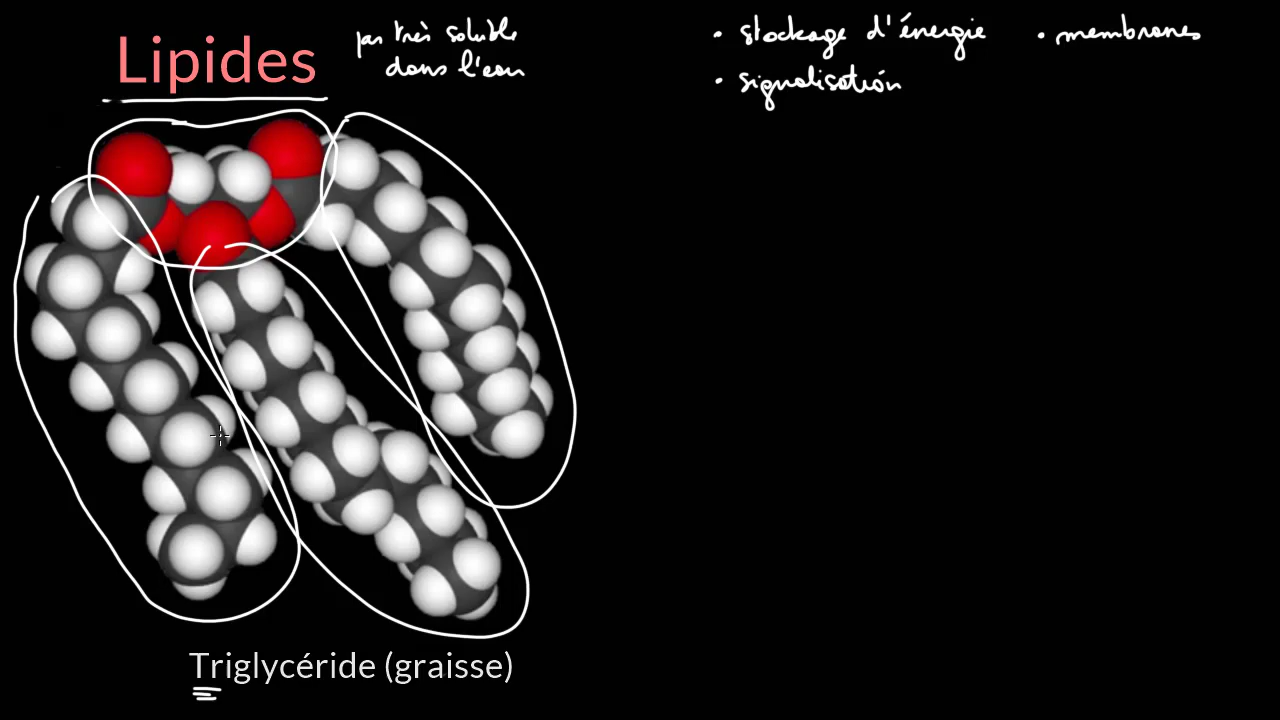 Lipides
pas très soluble
dans l'eau
• stockage d'énergie
• signalisation
• membranes
Triglycéride (graisse)